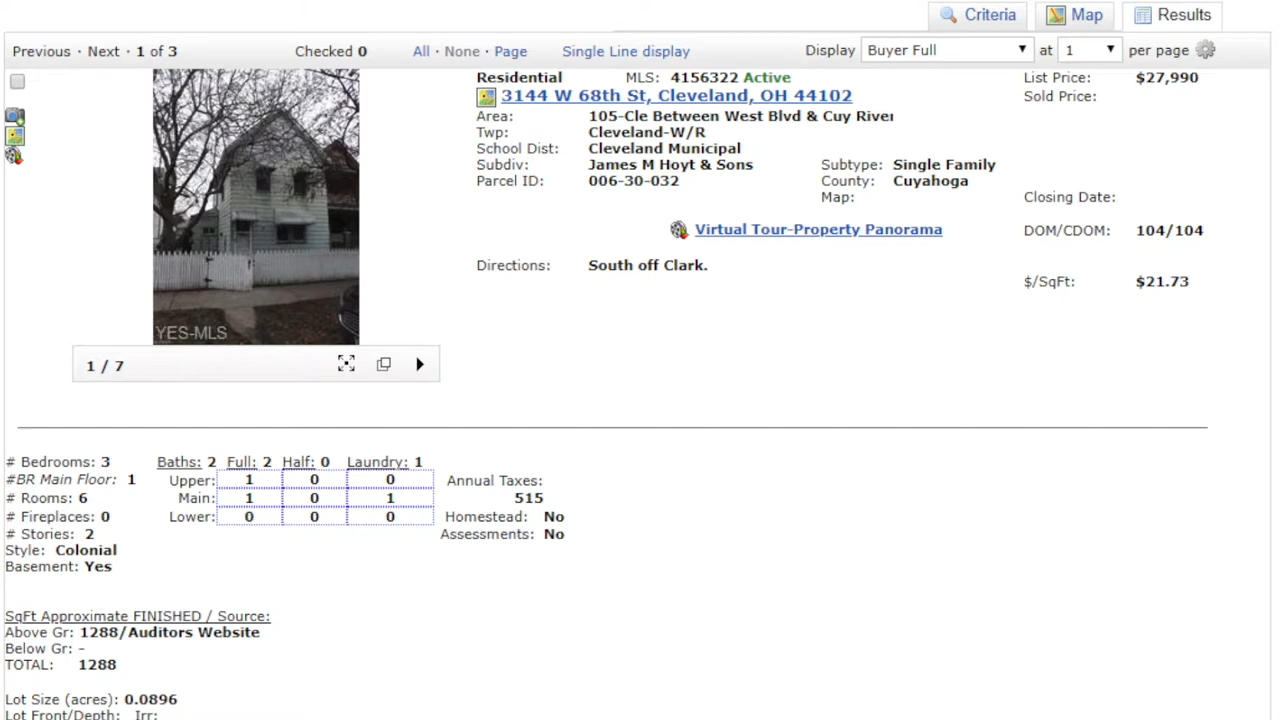 Criteria Map Results
Previous · Next · 1 of 3 Checked 0 All · None · Page Single Line display Display Buyer Full at 1 per page
Residential MLS: 4156322 Active List Price: $27,990
3144 W 68th St, Cleveland, OH 44102 Sold Price:
Area: 105-Cle Between West Blvd & Cuy River
Twp: Cleveland-W/R
School Dist: Cleveland Municipal
Subdiv: James M Hoyt & Sons Subtype: Single Family
Parcel ID: 006-30-032 County: Cuyahoga
Map: Closing Date:
Virtual Tour-Property Panorama DOM/CDOM: 104/104
Directions: South off Clark.
$/SqFt: $21.73
YES-MLS
1 / 7
# Bedrooms: 3 Baths: 2 Full: 2 Half: 0 Laundry: 1
#BR Main Floor: 1 Upper: 1 0 0 Annual Taxes:
# Rooms: 6 Main: 1 0 1 515
# Fireplaces: 0 Lower: 0 0 0 Homestead: No
# Stories: 2 Assessments: No
Style: Colonial
Basement: Yes
SqFt Approximate FINISHED / Source:
Above Gr: 1288/Auditors Website
Below Gr: -
TOTAL: 1288
Lot Size (acres): 0.0896
Lot Front/Depth: Irr: